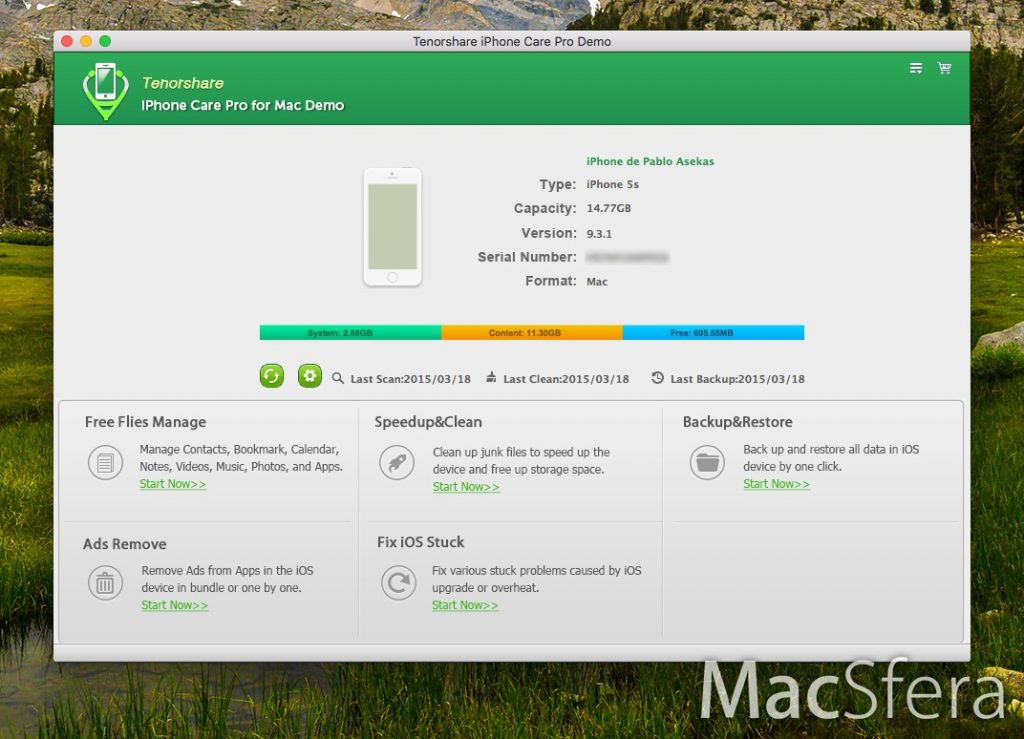 Tenorshare iPhone Care Pro Demo
Tenorshare
iPhone Care Pro for Mac Demo
iPhone de Pablo Asekas
Type: iPhone 5s
Capacity: 14.77GB
Version: 9.3.1
Serial Number:
Format: Mac
System: 2.88GB Content: 11.30GB Free: 605.55MB
Last Scan:2015/03/18 Last Clean:2015/03/18 Last Backup:2015/03/18
Free Flies Manage
Manage Contacts, Bookmark, Calendar,
Notes, Videos, Music, Photos, and Apps.
Start Now>>
Speedup&Clean
Clean up junk files to speed up the
device and free up storage space.
Start Now>>
Backup&Restore
Back up and restore all data in iOS
device by one click.
Start Now>>
Ads Remove
Remove Ads from Apps in the iOS
device in bundle or one by one.
Start Now>>
Fix iOS Stuck
Fix various stuck problems caused by iOS
upgrade or overheat.
Start Now>>
MacSfera